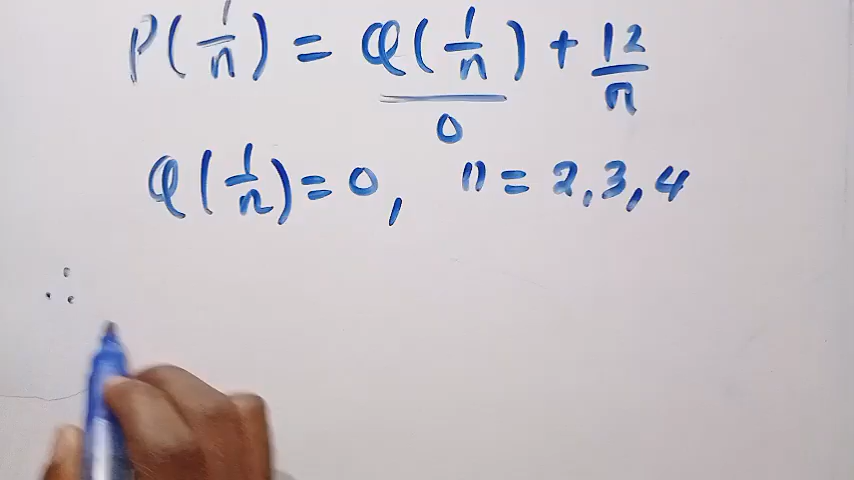 P(1/n) = Q(1/n) + 12/n
0
Q(1/n) = 0, n = 2, 3, 4
∴